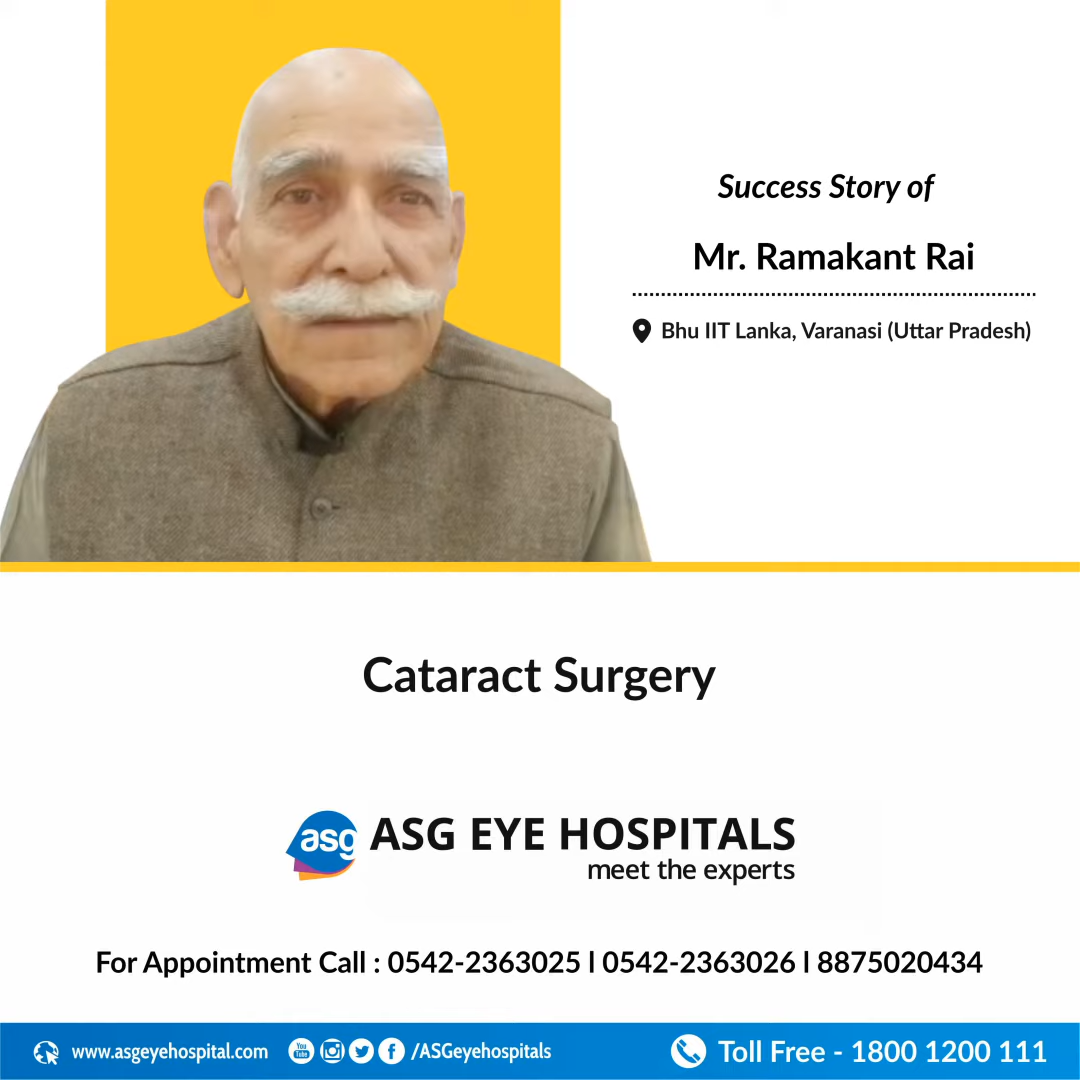 Success Story of
Mr. Ramakant Rai
Bhu IIT Lanka, Varanasi (Uttar Pradesh)
Cataract Surgery
asg ASG EYE HOSPITALS
meet the experts
For Appointment Call : 0542-2363025 l 0542-2363026 l 8875020434
www.asgeyehospital.com You Tube /ASGeyehospitals Toll Free - 1800 1200 111